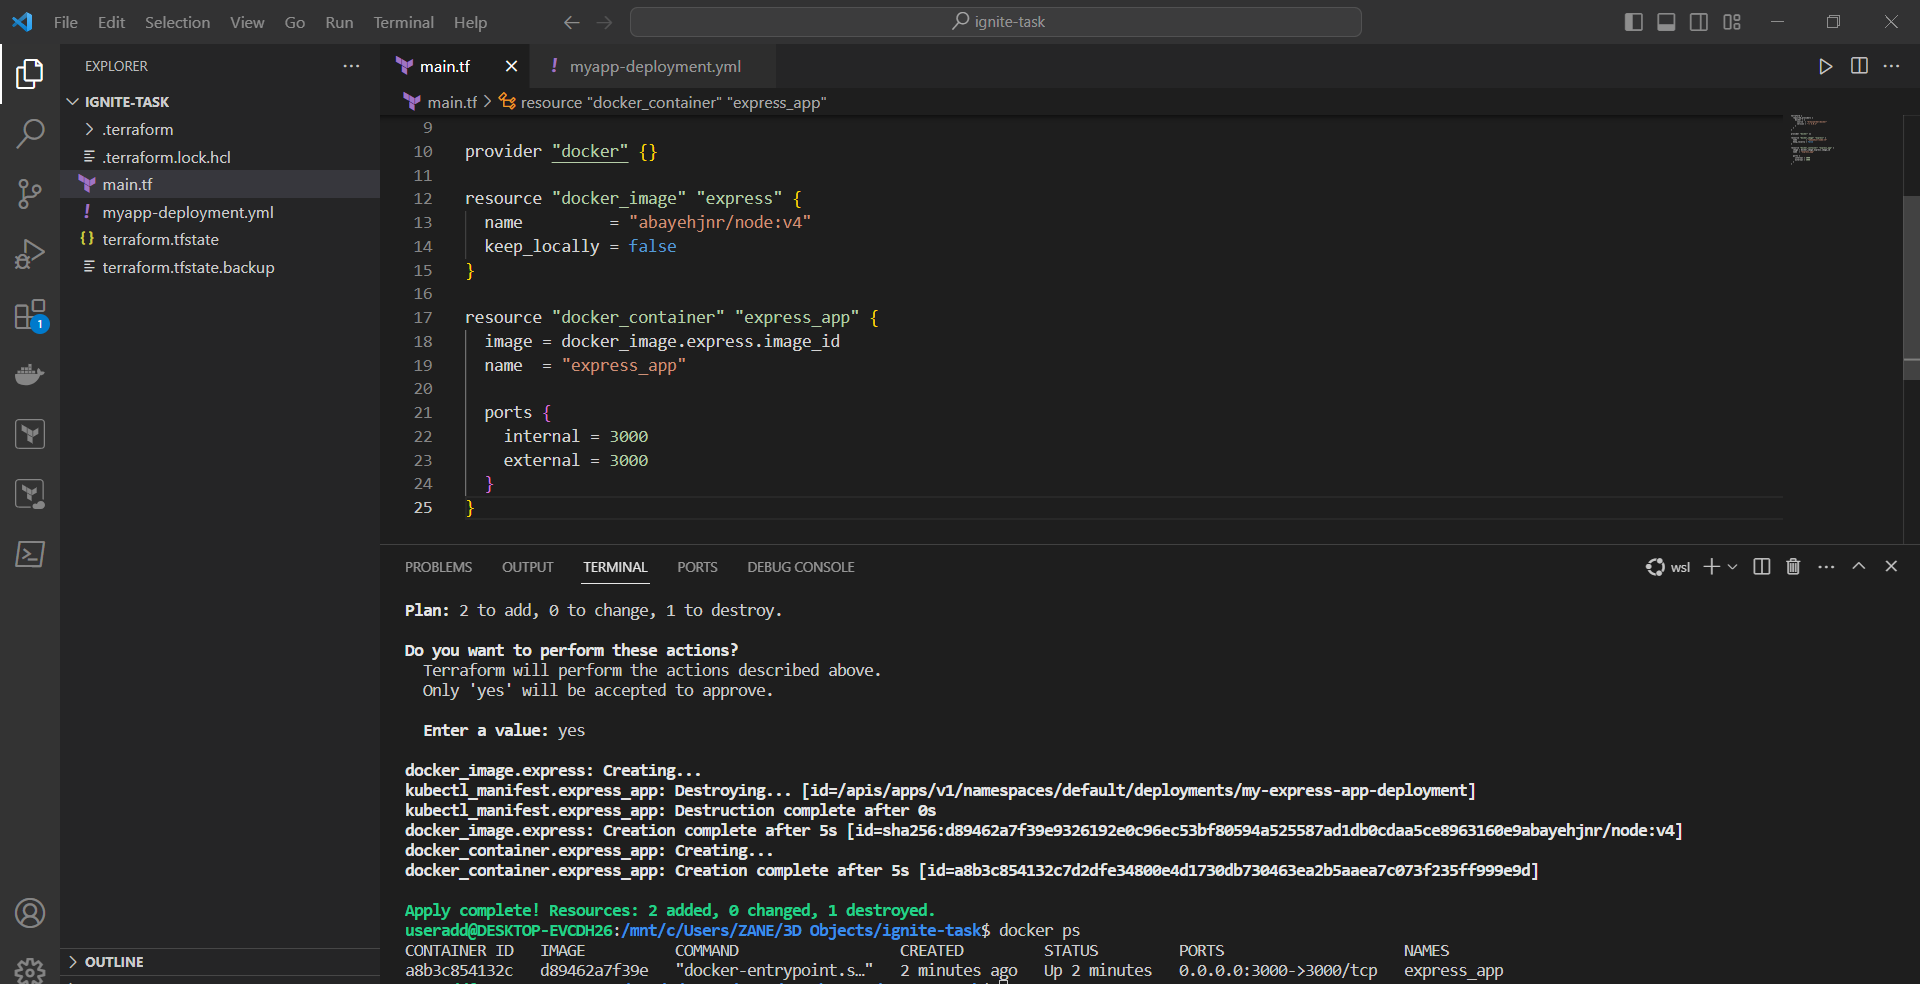 File Edit Selection View Go Run Terminal Help
ignite-task
EXPLORER
IGNITE-TASK
.terraform
.terraform.lock.hcl
main.tf
myapp-deployment.yml
terraform.tfstate
terraform.tfstate.backup
1
OUTLINE
main.tf
! myapp-deployment.yml
main.tf > resource "docker_container" "express_app"
9
10 provider "docker" {}
11
12 resource "docker_image" "express" {
13 name = "abayehjnr/node:v4"
14 keep_locally = false
15 }
16
17 resource "docker_container" "express_app" {
18 image = docker_image.express.image_id
19 name = "express_app"
20
21 ports {
22 internal = 3000
23 external = 3000
24 }
25 }
PROBLEMS OUTPUT TERMINAL PORTS DEBUG CONSOLE
wsl
Plan: 2 to add, 0 to change, 1 to destroy.
Do you want to perform these actions?
Terraform will perform the actions described above.
Only 'yes' will be accepted to approve.
Enter a value: yes
docker_image.express: Creating...
kubectl_manifest.express_app: Destroying... [id=/apis/apps/v1/namespaces/default/deployments/my-express-app-deployment]
kubectl_manifest.express_app: Destruction complete after 0s
docker_image.express: Creation complete after 5s [id=sha256:d89462a7f39e9326192e0c96ec53bf80594a525587ad1db0cdaa5ce8963160e9abayehjnr/node:v4]
docker_container.express_app: Creating...
docker_container.express_app: Creation complete after 5s [id=a8b3c854132c7d2dfe34800e4d1730db730463ea2b5aaea7c073f235ff999e9d]
Apply complete! Resources: 2 added, 0 changed, 1 destroyed.
useradd@DESKTOP-EVCDH26:/mnt/c/Users/ZANE/3D Objects/ignite-task$ docker ps
CONTAINER ID IMAGE COMMAND CREATED STATUS PORTS NAMES
a8b3c854132c d89462a7f39e "docker-entrypoint.s…" 2 minutes ago Up 2 minutes 0.0.0.0:3000->3000/tcp express_app